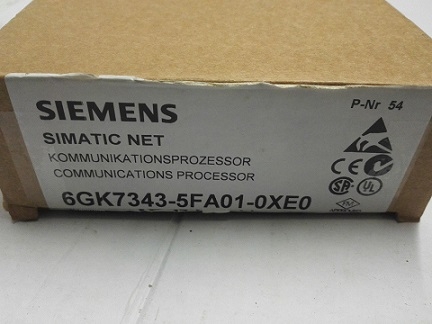 SIEMENS
P-Nr 54
SIMATIC NET
KOMMUNIKATIONSPROZESSOR
COMMUNICATIONS PROCESSOR
6GK7343-5FA01-0XE0